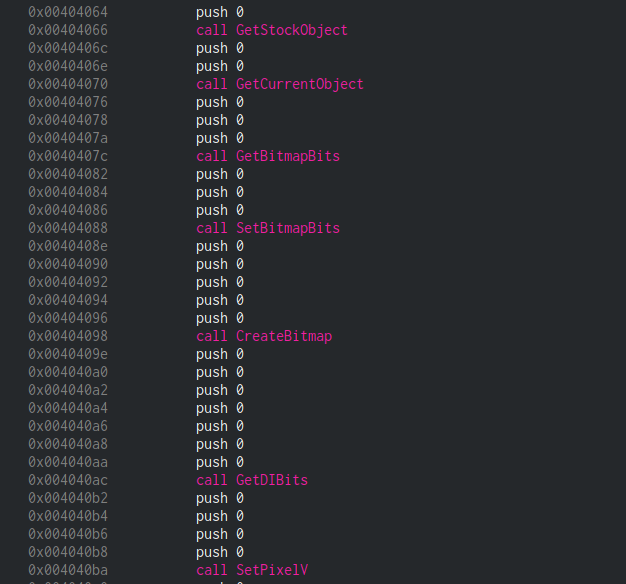 0x00404064 push 0
0x00404066 call GetStockObject
0x0040406c push 0
0x0040406e push 0
0x00404070 call GetCurrentObject
0x00404076 push 0
0x00404078 push 0
0x0040407a push 0
0x0040407c call GetBitmapBits
0x00404082 push 0
0x00404084 push 0
0x00404086 push 0
0x00404088 call SetBitmapBits
0x0040408e push 0
0x00404090 push 0
0x00404092 push 0
0x00404094 push 0
0x00404096 push 0
0x00404098 call CreateBitmap
0x0040409e push 0
0x004040a0 push 0
0x004040a2 push 0
0x004040a4 push 0
0x004040a6 push 0
0x004040a8 push 0
0x004040aa push 0
0x004040ac call GetDIBits
0x004040b2 push 0
0x004040b4 push 0
0x004040b6 push 0
0x004040b8 push 0
0x004040ba call SetPixelV